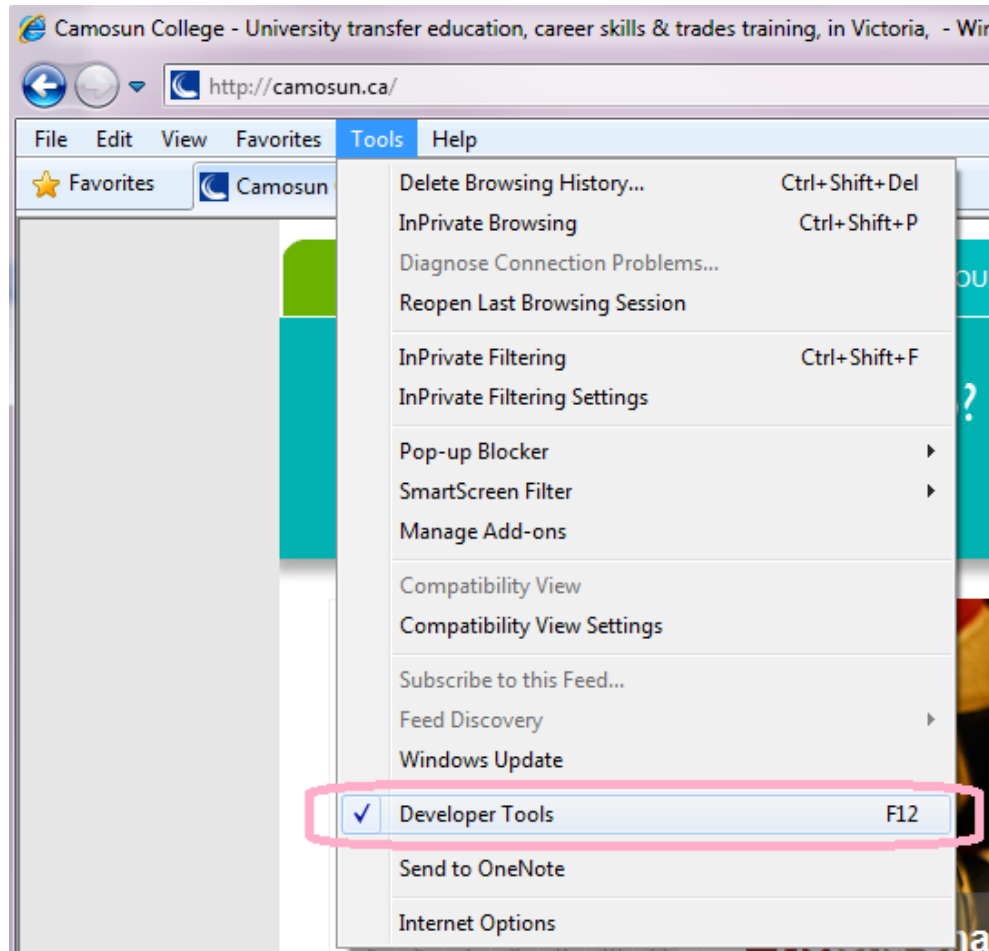 Camosun College - University transfer education, career skills & trades training, in Victoria, - Wi
http://camosun.ca/
File Edit View Favorites Tools Help
Favorites Camosun
Delete Browsing History... Ctrl+Shift+Del
InPrivate Browsing Ctrl+Shift+P
Diagnose Connection Problems...
OU
Reopen Last Browsing Session
InPrivate Filtering Ctrl+Shift+F
InPrivate Filtering Settings
?
Pop-up Blocker
SmartScreen Filter
Manage Add-ons
Compatibility View
Compatibility View Settings
Subscribe to this Feed...
Feed Discovery
Windows Update
Developer Tools F12
Send to OneNote
Internet Options